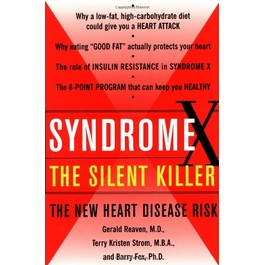 Why a low-fat, high-carbohydrate diet
could give you a HEART ATTACK
Why eating "GOOD FAT" actually protects your heart
The role of INSULIN RESISTANCE in SYNDROME X
The 6-POINT PROGRAM that can keep you HEALTHY
SYNDROME X
THE SILENT KILLER
THE NEW HEART DISEASE RISK
Gerald Reaven, M.D.,
Terry Kristen Strom, M.B.A.,
and Barry Fox, Ph.D.